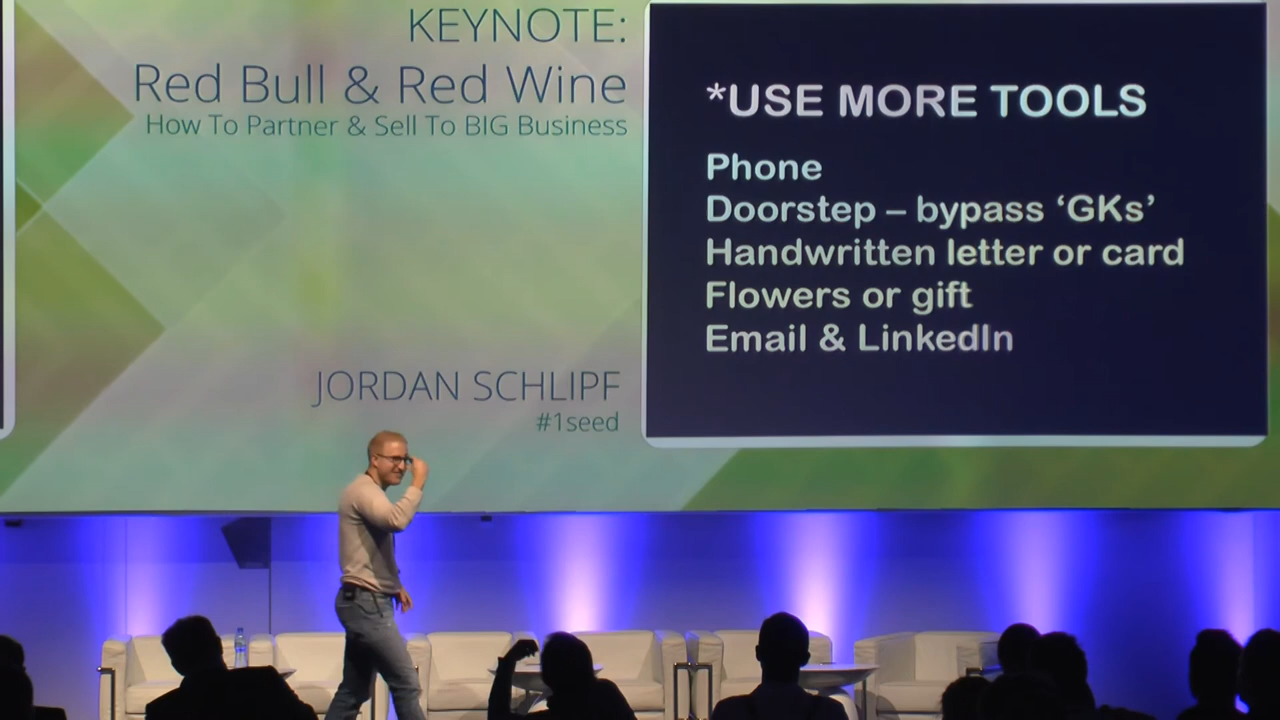 KEYNOTE:
Red Bull & Red Wine
How To Partner & Sell To BIG Business
JORDAN SCHLIPF
#1seed
*USE MORE TOOLS
Phone
Doorstep – bypass ‘GKs’
Handwritten letter or card
Flowers or gift
Email & LinkedIn